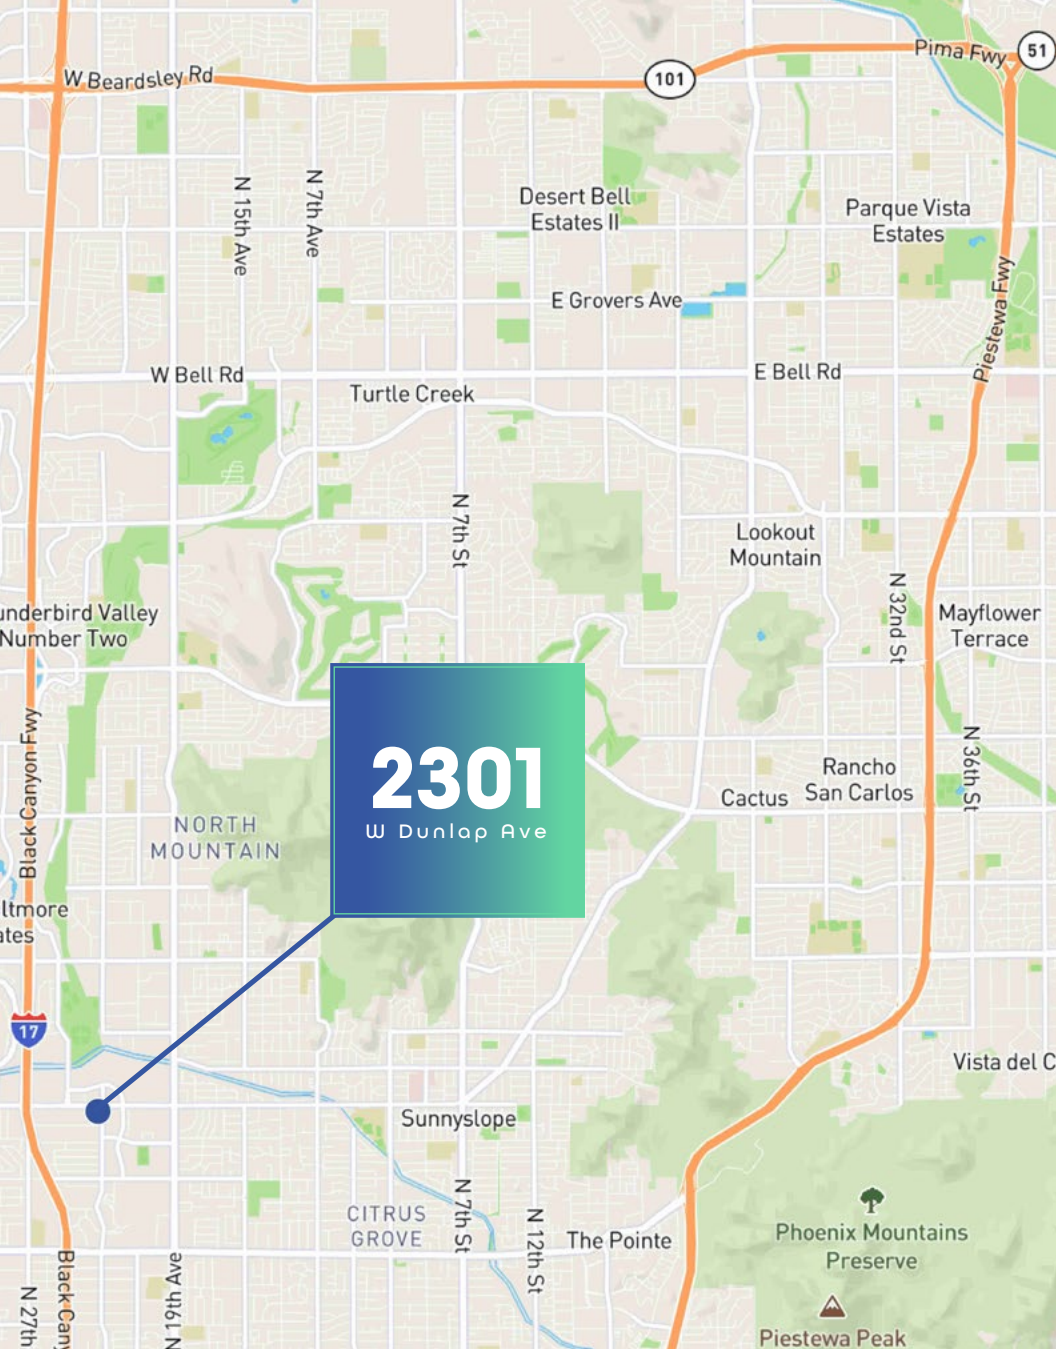 Pima Fwy
51
W Beardsley Rd
101
N 15th Ave
N 7th Ave
Desert Bell
Estates II
Parque Vista
Estates
E Grovers Ave
Piestewa Fwy
W Bell Rd
E Bell Rd
Turtle Creek
N 7th St
Lookout
Mountain
N 32nd St
underbird Valley
Number Two
Mayflower
Terrace
Black Canyon Fwy
N 36th St
2301
W Dunlap Ave
Rancho
San Carlos
Cactus
NORTH
MOUNTAIN
ltmore
ates
17
Vista del C
Sunnyslope
N 7th St
CITRUS
GROVE
N 12th St
The Pointe
Phoenix Mountains
Preserve
Black Cany
N 19th Ave
N 27th
Piestewa Peak